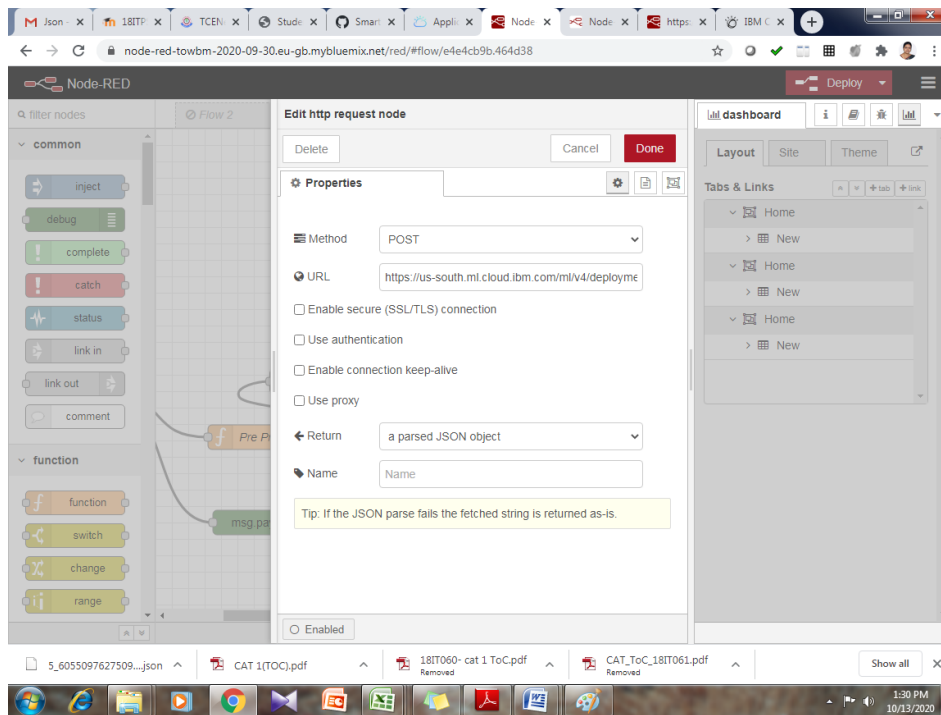 Json -
18ITP
TCEN
Stude
Smar
Applic
Node
Node
https:
IBM C
node-red-towbm-2020-09-30.eu-gb.mybluemix.net/red/#flow/e4e4cb9b.464d38
Node-RED
Deploy
filter nodes
Flow 2
Edit http request node
dashboard
common
Delete
Cancel
Done
Layout
Site
Theme
inject
Properties
Tabs & Links
tab
link
debug
Home
complete
Method
POST
New
catch
URL
https://us-south.ml.cloud.ibm.com/ml/v4/deployme
Home
status
Enable secure (SSL/TLS) connection
New
link in
Use authentication
Home
link out
Enable connection keep-alive
New
comment
Use proxy
Pre P
Return
a parsed JSON object
function
Name
Name
function
Tip: If the JSON parse fails the fetched string is returned as-is.
msg.pa
switch
change
range
Enabled
5_6055097627509....json
CAT 1(TOC).pdf
18IT060- cat 1 ToC.pdf
Removed
CAT_ToC_18IT061.pdf
Removed
Show all
1:30 PM
10/13/2020